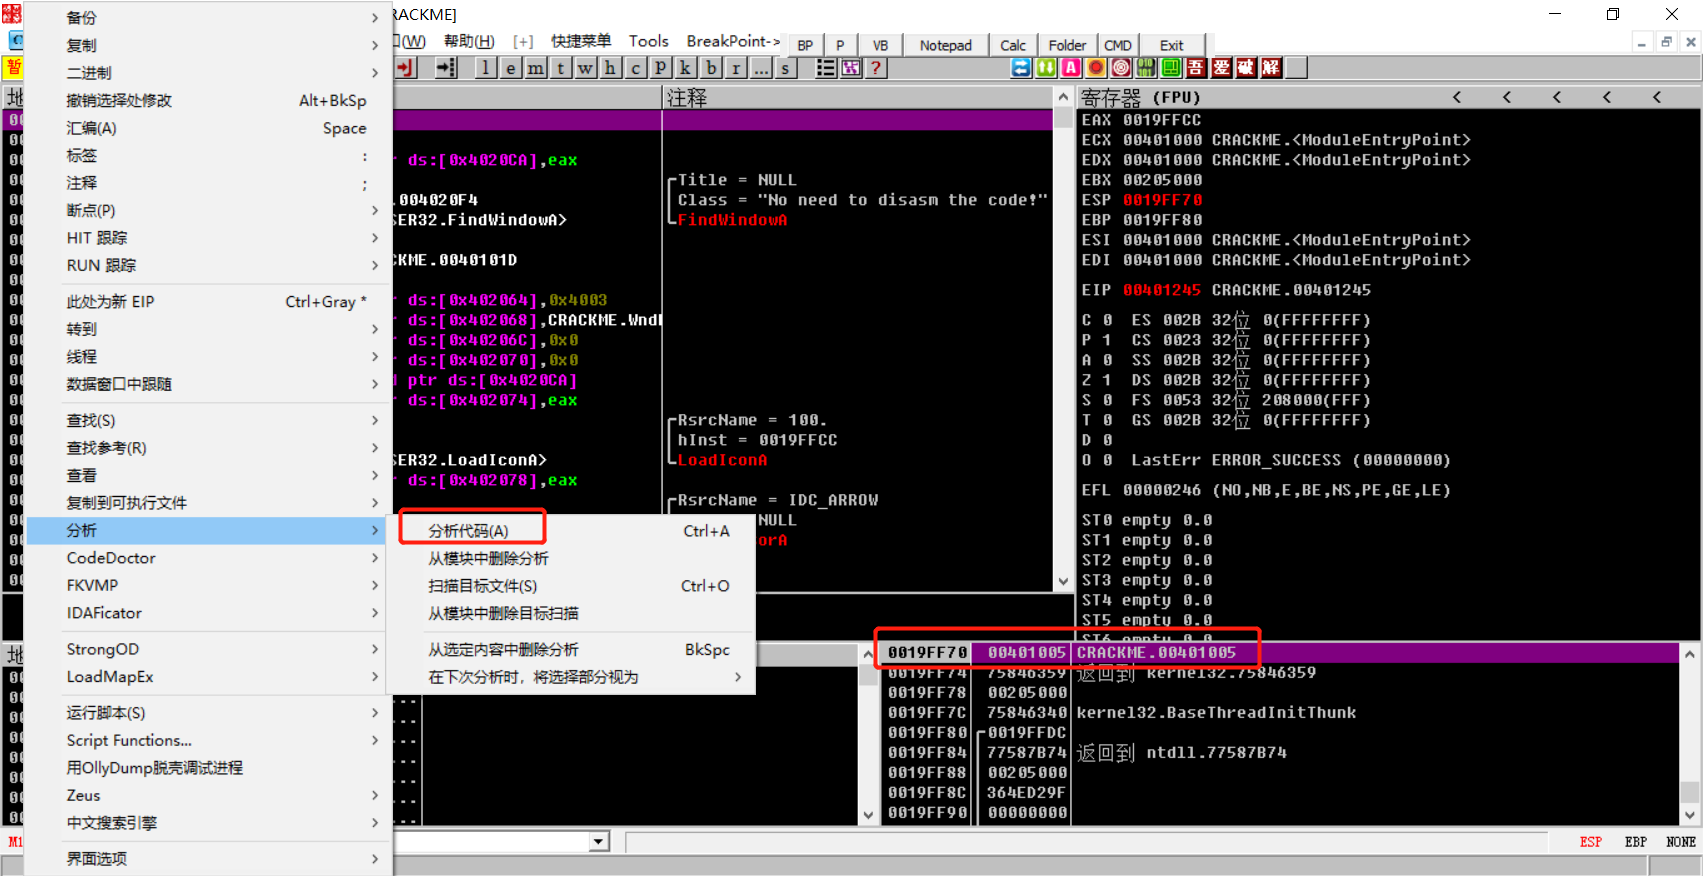 RACKME]
(W) 帮助(H) [+] 快捷菜单 Tools BreakPoint->
BP P VB Notepad Calc Folder CMD Exit
暂 l e m t w h c p k b r ... s ? A 吾 爱 破 解
注释
寄存器 (FPU) < < < < <
备份
复制
二进制
撤销选择处修改 Alt+BkSp
汇编(A) Space
标签 :
注释 ;
断点(P)
HIT 跟踪
RUN 跟踪
此处为新 EIP Ctrl+Gray *
转到
线程
数据窗口中跟随
查找(S)
查找参考(R)
查看
复制到可执行文件
分析
CodeDoctor
FKVMP
IDAFicator
StrongOD
LoadMapEx
运行脚本(S)
Script Functions...
用OllyDump脱壳调试进程
Zeus
中文搜索引擎
界面选项
分析代码(A) Ctrl+A
从模块中删除分析
扫描目标文件(S) Ctrl+O
从模块中删除目标扫描
从选定内容中删除分析 BkSpc
在下次分析时，将选择部分视为
ds:[0x4020CA],eax
.004020F4
SER32.FindWindowA>
CKME.0040101D
ds:[0x402064],0x4003
ds:[0x402068],CRACKME.Wnd
ds:[0x40206C],0x0
ds:[0x402070],0x0
ptr ds:[0x4020CA]
ds:[0x402074],eax
SER32.LoadIconA>
ds:[0x402078],eax
Title = NULL
Class = "No need to disasm the code!"
FindWindowA
RsrcName = 100.
hInst = 0019FFCC
LoadIconA
RsrcName = IDC_ARROW
NULL
orA
EAX 0019FFCC
ECX 00401000 CRACKME.<ModuleEntryPoint>
EDX 00401000 CRACKME.<ModuleEntryPoint>
EBX 00205000
ESP 0019FF70
EBP 0019FF80
ESI 00401000 CRACKME.<ModuleEntryPoint>
EDI 00401000 CRACKME.<ModuleEntryPoint>
EIP 00401245 CRACKME.00401245
C 0 ES 002B 32位 0(FFFFFFFF)
P 1 CS 0023 32位 0(FFFFFFFF)
A 0 SS 002B 32位 0(FFFFFFFF)
Z 1 DS 002B 32位 0(FFFFFFFF)
S 0 FS 0053 32位 208000(FFF)
T 0 GS 002B 32位 0(FFFFFFFF)
D 0
O 0 LastErr ERROR_SUCCESS (00000000)
EFL 00000246 (NO,NB,E,BE,NS,PE,GE,LE)
ST0 empty 0.0
ST1 empty 0.0
ST2 empty 0.0
ST3 empty 0.0
ST4 empty 0.0
ST5 empty 0.0
ST6 empty 0.0
0019FF70 00401005 CRACKME.00401005
0019FF74 75846359 返回到 kernel32.75846359
0019FF78 00205000
0019FF7C 75846340 kernel32.BaseThreadInitThunk
0019FF80 0019FFDC
0019FF84 77587B74 返回到 ntdll.77587B74
0019FF88 00205000
0019FF8C 364ED29F
0019FF90 00000000
M1 ESP EBP NONE